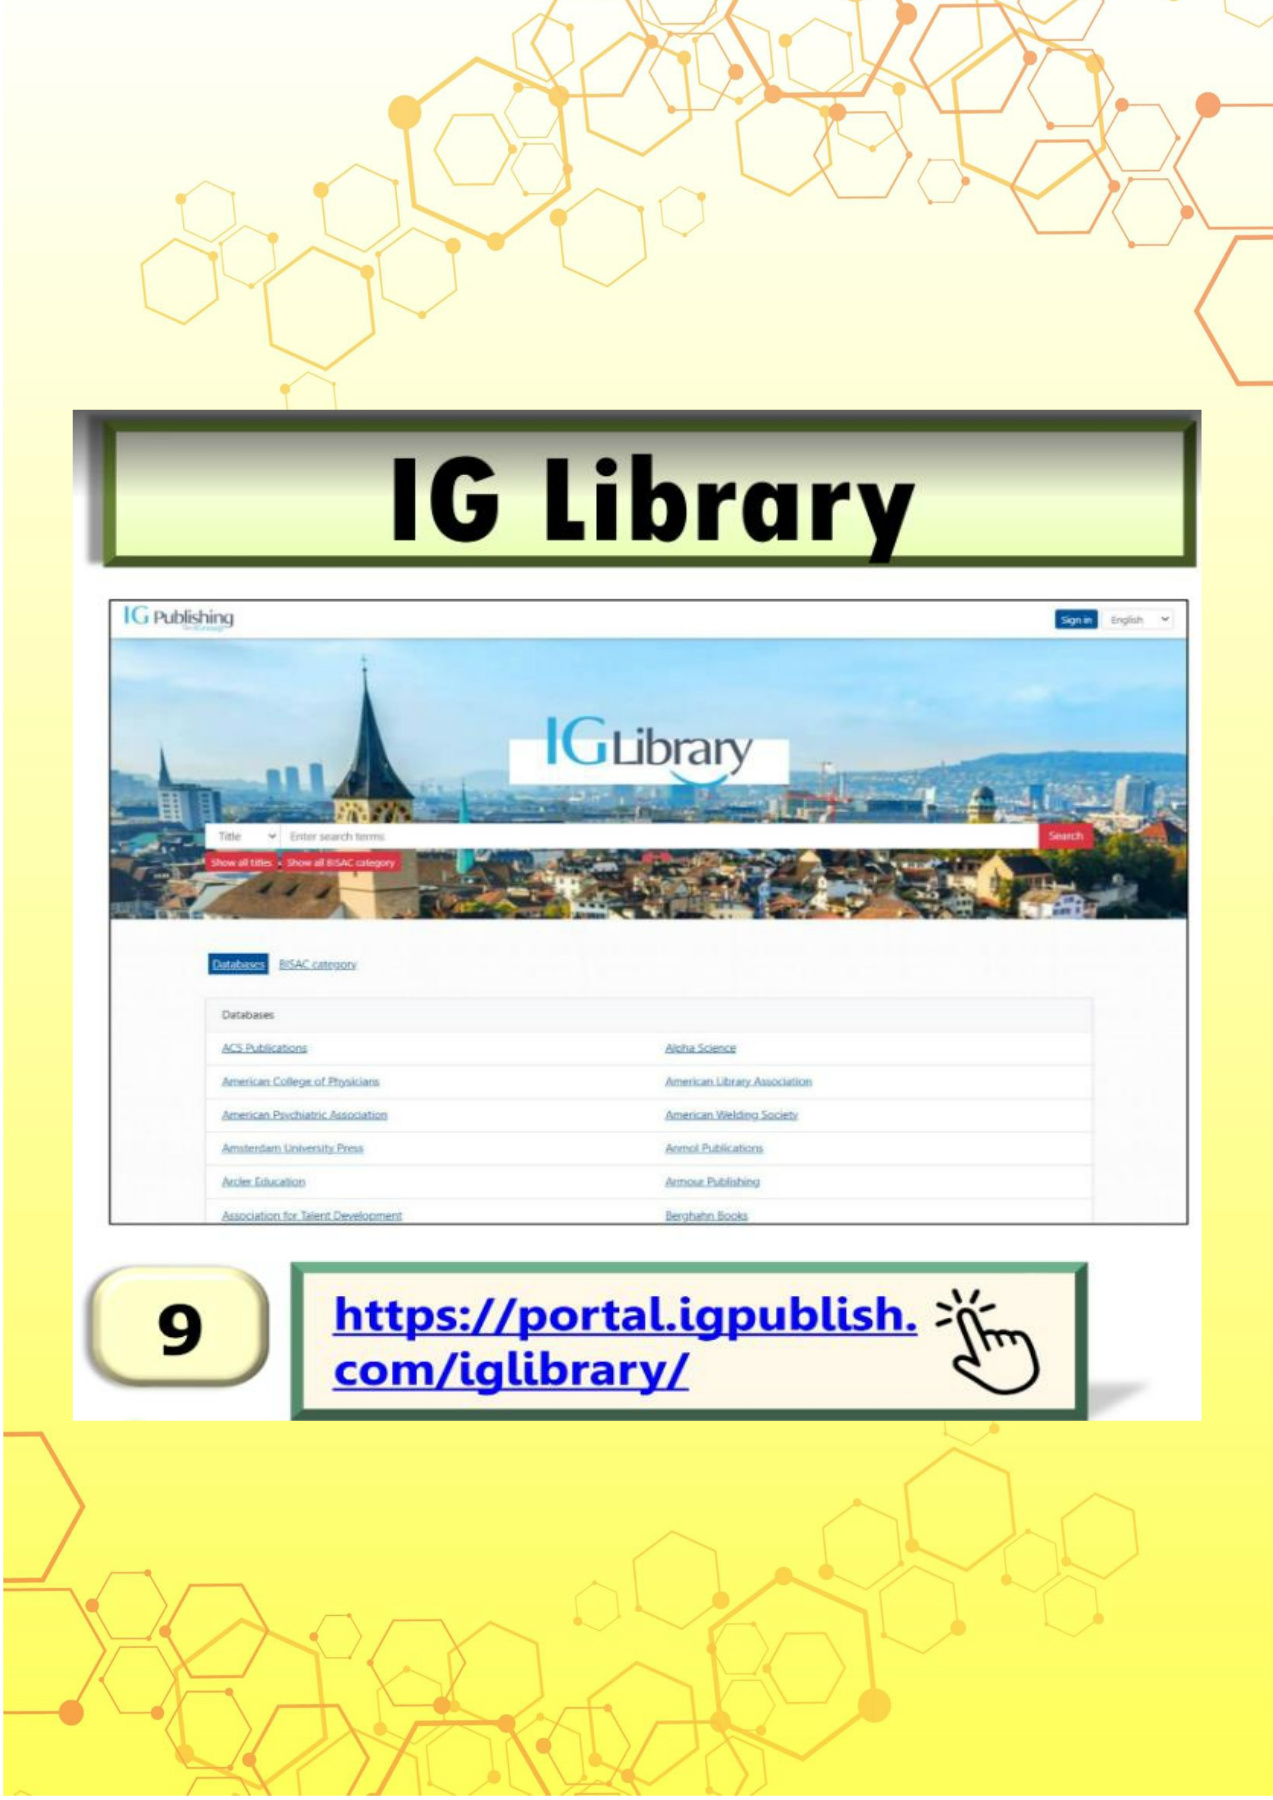 IG Library
IG Publishing
Sign in English
IG Library
Title Enter search terms
Search
Show all titles Show all BISAC category
Databases BISAC category
Databases
ACS Publications Alpha Science
American College of Physicians American Library Association
American Psychiatric Association American Welding Society
Amsterdam University Press Anmol Publications
Arcler Education Armour Publishing
Association for Talent Development Berghahn Books
9
https://portal.igpublish.
com/iglibrary/